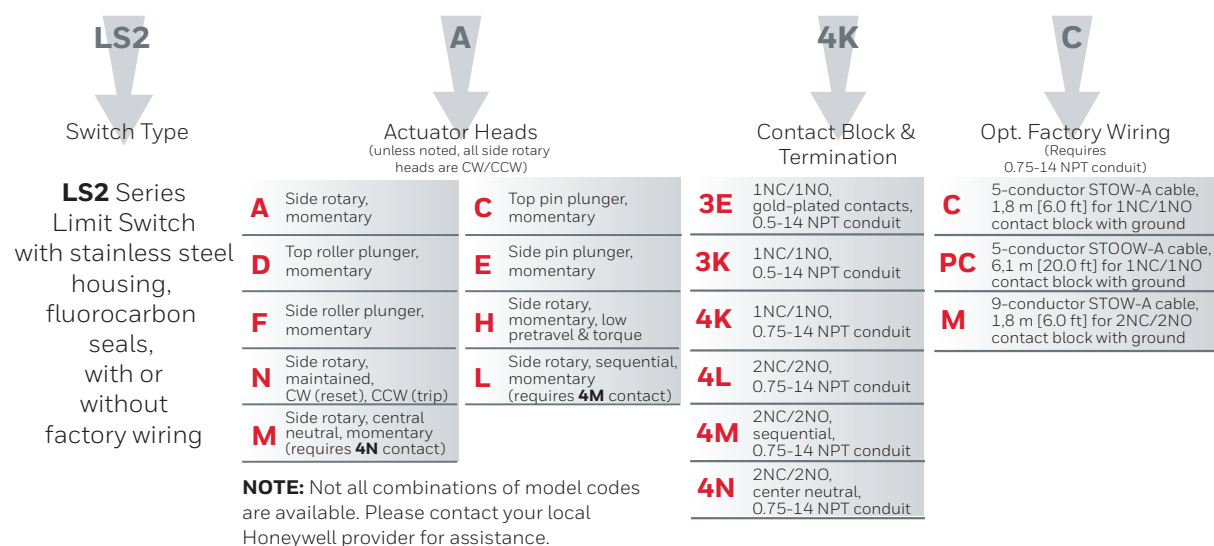 LS2
A
4K
C
Switch Type
LS2 Series
Limit Switch
with stainless steel
housing,
fluorocarbon
seals,
with or
without
factory wiring
Actuator Heads
(unless noted, all side rotary
heads are CW/CCW)
A
Side rotary,
momentary
C
Top pin plunger,
momentary
D
Top roller plunger,
momentary
E
Side pin plunger,
momentary
F
Side roller plunger,
momentary
H
Side rotary,
momentary, low
pretravel & torque
N
Side rotary,
maintained,
CW (reset), CCW (trip)
L
Side rotary, sequential,
momentary
(requires 4M contact)
M
Side rotary, central
neutral, momentary
(requires 4N contact)
NOTE: Not all combinations of model codes
are available. Please contact your local
Honeywell provider for assistance.
Contact Block &
Termination
3E
1NC/1NO,
gold-plated contacts,
0.5-14 NPT conduit
3K
1NC/1NO,
0.5-14 NPT conduit
4K
1NC/1NO,
0.75-14 NPT conduit
4L
2NC/2NO,
0.75-14 NPT conduit
4M
2NC/2NO,
sequential,
0.75-14 NPT conduit
4N
2NC/2NO,
center neutral,
0.75-14 NPT conduit
Opt. Factory Wiring
(Requires
0.75-14 NPT conduit)
C
5-conductor STOW-A cable,
1,8 m [6.0 ft] for 1NC/1NO
contact block with ground
PC
5-conductor STOOW-A cable,
6,1 m [20.0 ft] for 1NC/1NO
contact block with ground
M
9-conductor STOW-A cable,
1,8 m [6.0 ft] for 2NC/2NO
contact block with ground